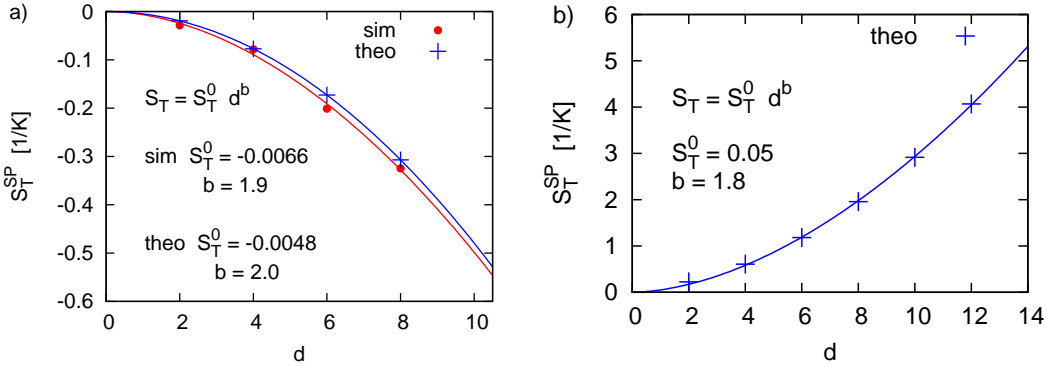 a)
sim
theo
S_T = S_T^0 d^b
sim S_T^0 = -0.0066
b = 1.9
theo S_T^0 = -0.0048
b = 2.0
S_T^SP [1/K]
0
-0.1
-0.2
-0.3
-0.4
-0.5
-0.6
0 2 4 6 8 10
d
b)
theo
S_T = S_T^0 d^b
S_T^0 = 0.05
b = 1.8
S_T^SP [1/K]
6
5
4
3
2
1
0
0 2 4 6 8 10 12 14
d